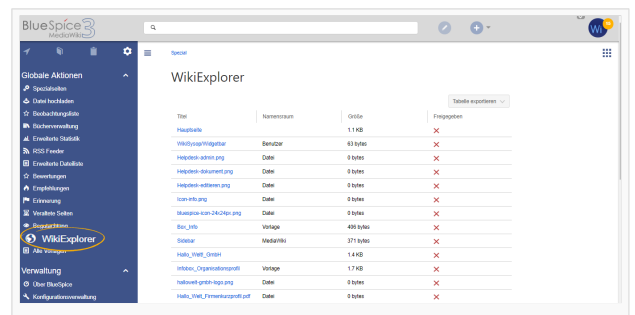 BlueSpice 3
MediaWiki
Wi
Spezial
Globale Aktionen
Spezialseiten
Datei hochladen
Beobachtungsliste
Bücherverwaltung
Erweiterte Statistik
RSS Feeder
Erweiterte Dateiliste
Bewertungen
Empfehlungen
Erinnerung
Veraltete Seiten
Begutachtung
WikiExplorer
Alle Vorlagen
Verwaltung
Über BlueSpice
Konfigurationsverwaltung
WikiExplorer
Tabelle exportieren
Titel Namensraum Größe Freigegeben
Hauptseite 1.1 KB
WikiSysop/Widgetbar Benutzer 63 bytes
Helpdesk-admin.png Datei 0 bytes
Helpdesk-dokument.png Datei 0 bytes
Helpdesk-editieren.png Datei 0 bytes
Icon-info.png Datei 0 bytes
bluespice-icon-24x24px.png Datei 0 bytes
Box_Info Vorlage 406 bytes
Sidebar MediaWiki 371 bytes
Hallo_Welt!_GmbH 1.4 KB
Infobox_Organisationsprofil Vorlage 1.7 KB
hallowelt-gmbh-logo.png Datei 0 bytes
Hallo_Welt_Firmenkurzprofil.pdf Datei 0 bytes